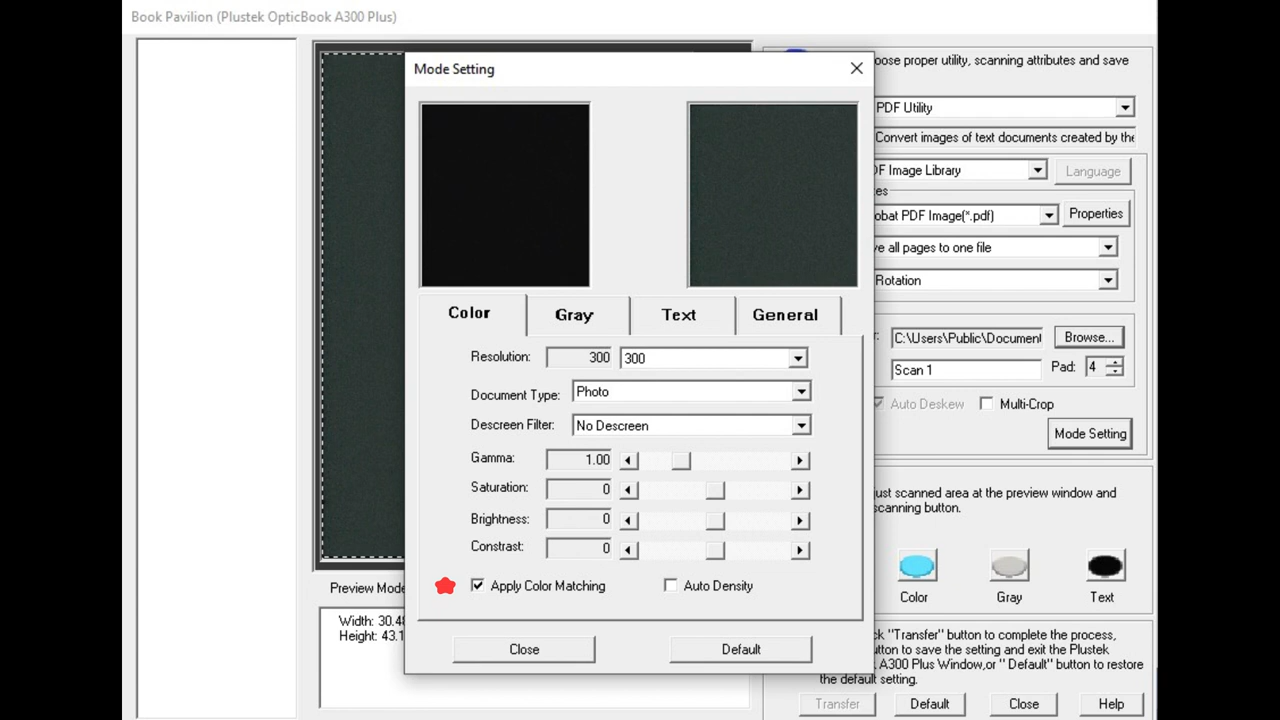 Book Pavilion (Plustek OpticBook A300 Plus)
Mode Setting
Color
Gray
Text
General
Resolution: 300 300
Document Type: Photo
Descreen Filter: No Descreen
Gamma: 1.00
Saturation: 0
Brightness: 0
Constrast: 0
Apply Color Matching
Auto Density
Close
Default
Preview Mode
Width: 30.4
Height: 43.1
proper utility, scanning attributes and save
PDF Utility
Convert images of text documents created by the
Image Library
Language
PDF Image(*.pdf)
Properties
all pages to one file
Rotation
C:\Users\Public\Document
Browse...
Scan 1
Pad: 4
Auto Deskew
Multi-Crop
Mode Setting
scanned area at the preview window and
scanning button.
Color
Gray
Text
"Transfer" button to complete the process,
to save the setting and exit the Plustek
A300 Plus Window,or " Default" button to restore
the default setting.
Transfer
Default
Close
Help